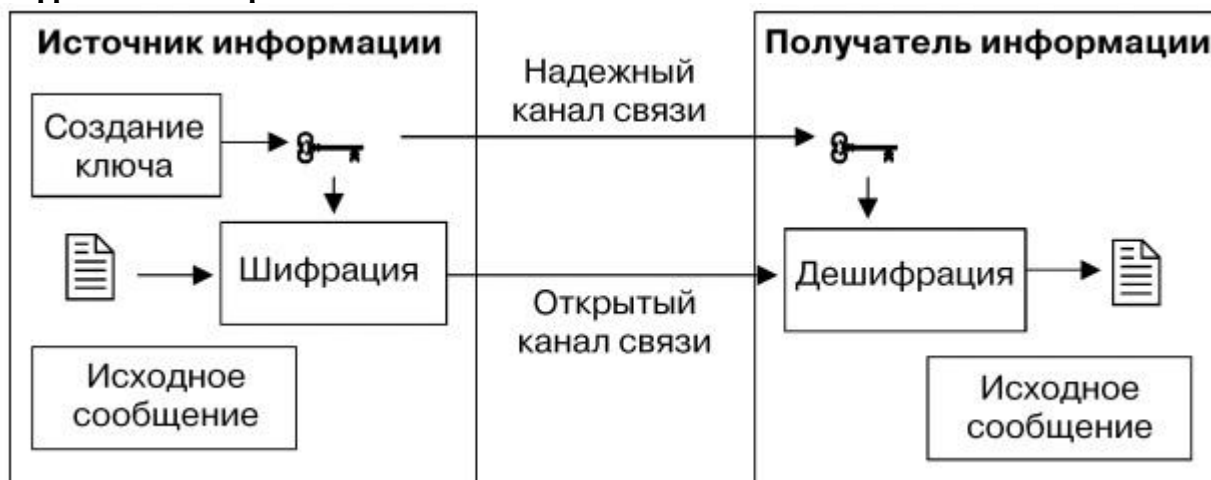 Источник информации
Получатель информации
Надежный
канал связи
Создание
ключа
Шифрация
Дешифрация
Открытый
канал связи
Исходное
сообщение
Исходное
сообщение